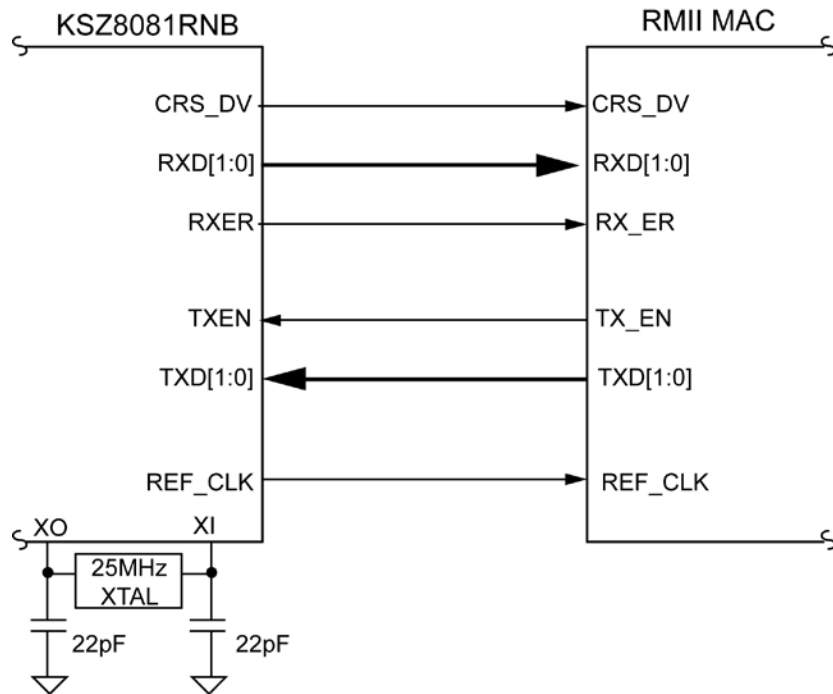 KSZ8081RNB
RMII MAC
CRS_DV
CRS_DV
RXD[1:0]
RXD[1:0]
RXER
RX_ER
TXEN
TX_EN
TXD[1:0]
TXD[1:0]
REF_CLK
REF_CLK
XO
XI
25MHz
XTAL
22pF
22pF